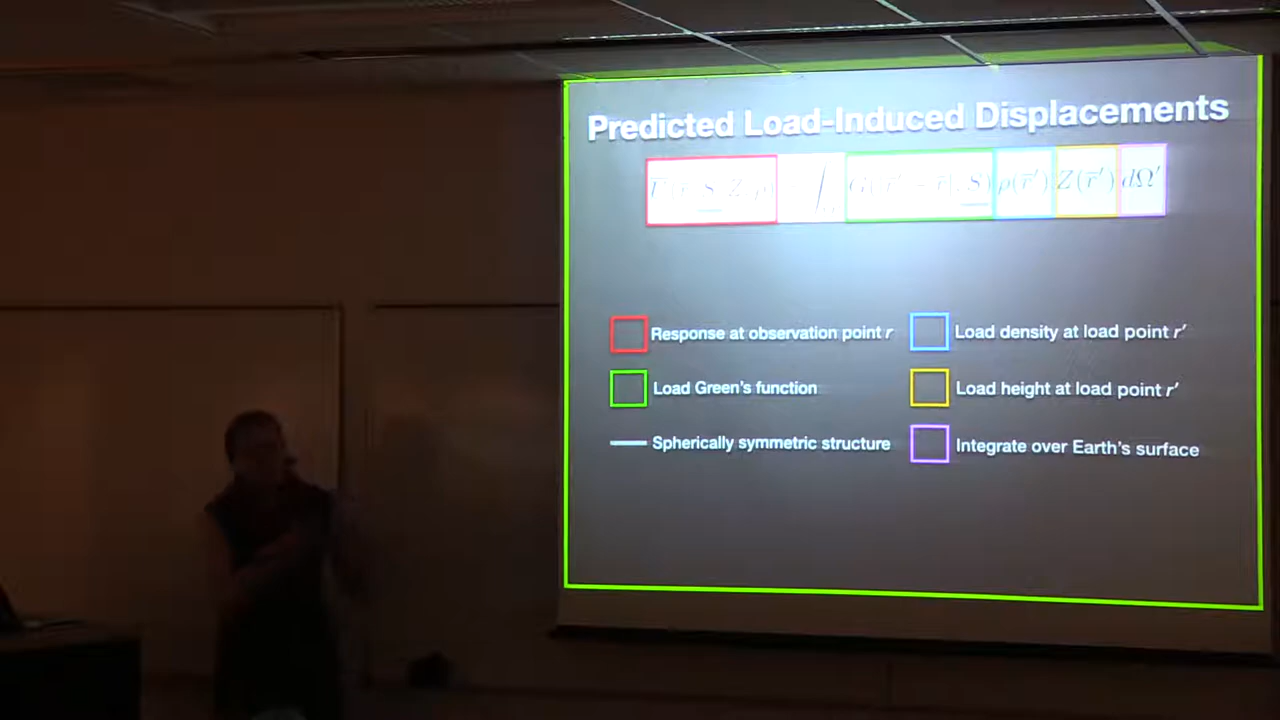 Predicted Load-Induced Displacements
G(|r̅′ − r̅|, S) ρ(r̅′) Z(r̅′) dΩ′
Response at observation point r
Load density at load point r′
Load Green's function
Load height at load point r′
Spherically symmetric structure
Integrate over Earth's surface